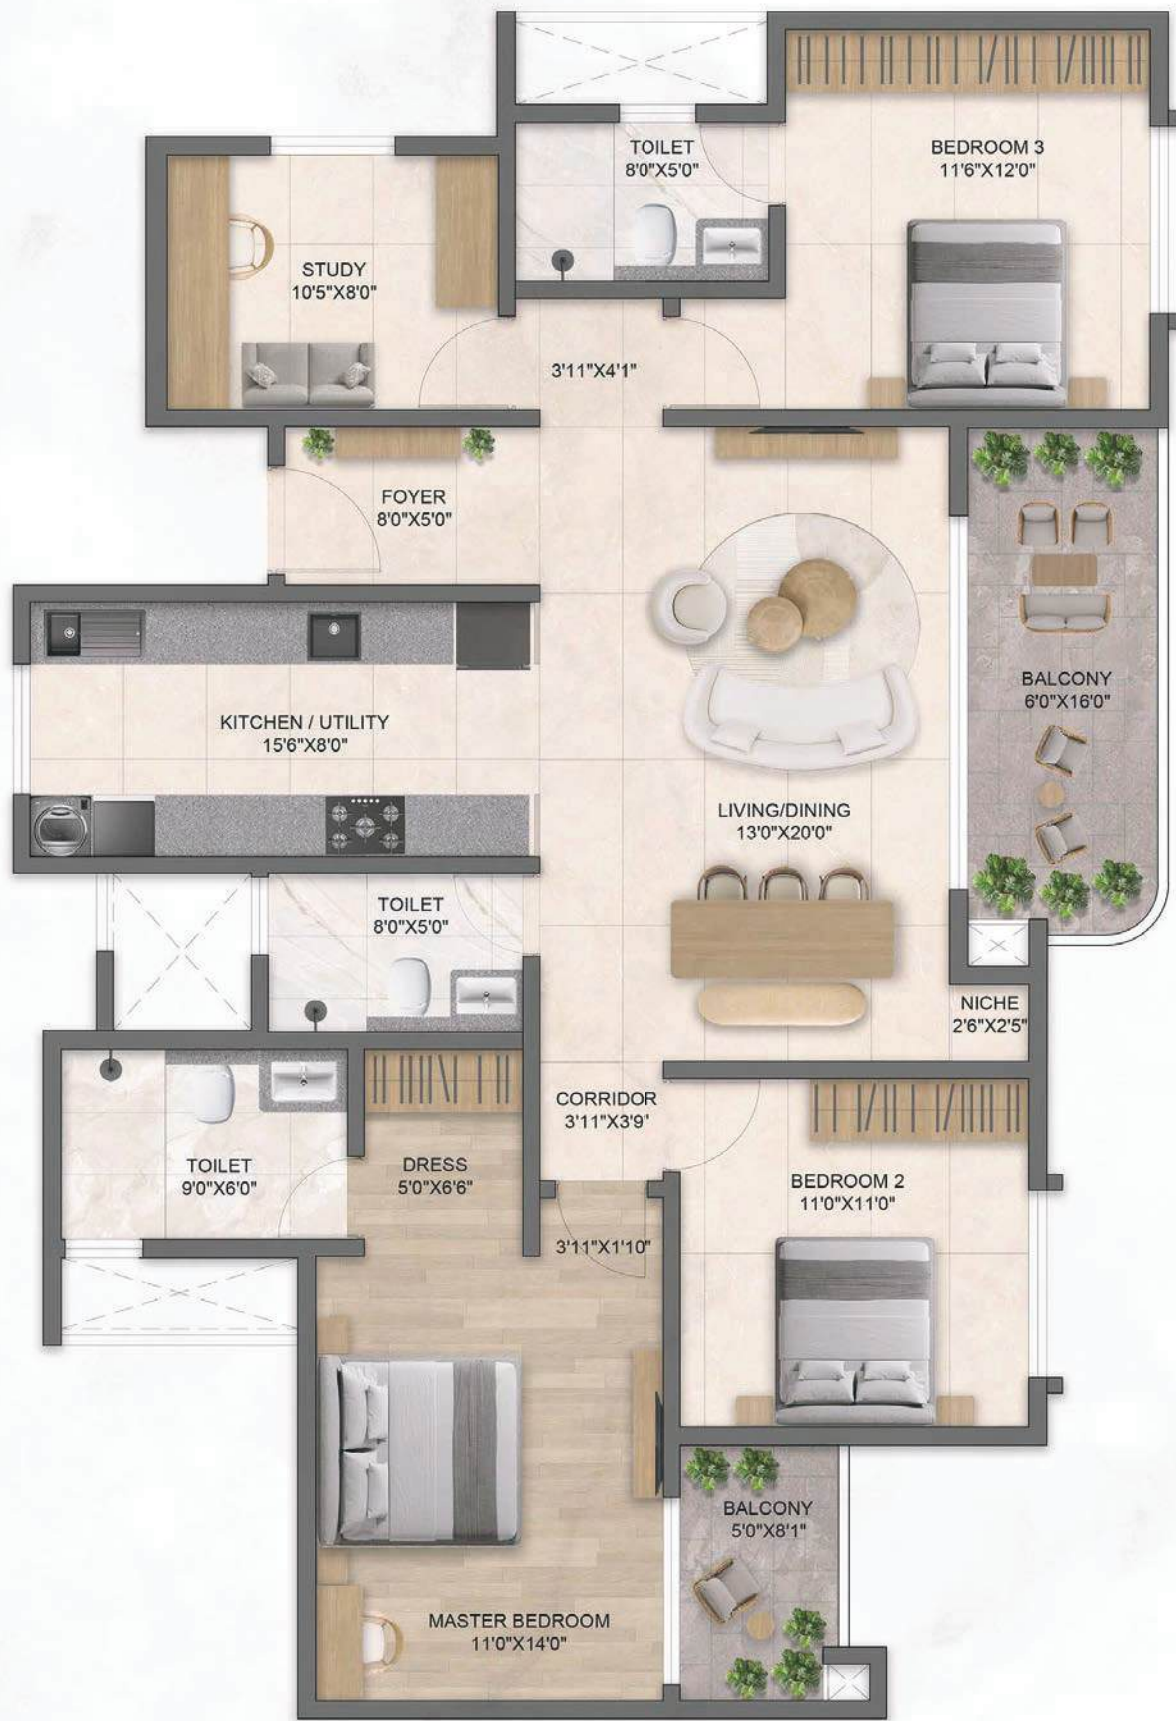 TOILET
8'0"X5'0"
BEDROOM 3
11'6"X12'0"
STUDY
10'5"X8'0"
3'11"X4'1"
FOYER
8'0"X5'0"
BALCONY
6'0"X16'0"
KITCHEN / UTILITY
15'6"X8'0"
LIVING/DINING
13'0"X20'0"
TOILET
8'0"X5'0"
NICHE
2'6"X2'5"
CORRIDOR
3'11"X3'9'
TOILET
9'0"X6'0"
DRESS
5'0"X6'6"
BEDROOM 2
11'0"X11'0"
3'11"X1'10"
BALCONY
5'0"X8'1"
MASTER BEDROOM
11'0"X14'0"